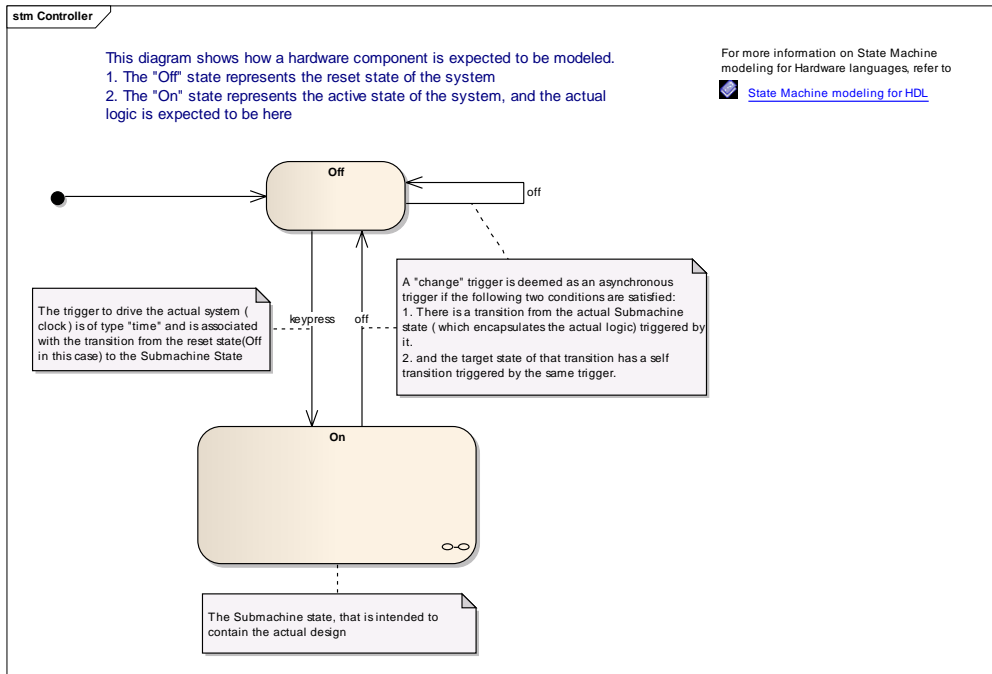 stm Controller
This diagram shows how a hardware component is expected to be modeled.
1. The "Off" state represents the reset state of the system
2. The "On" state represents the active state of the system, and the actual
logic is expected to be here
For more information on State Machine
modeling for Hardware languages, refer to
State Machine modeling for HDL
Off
off
A "change" trigger is deemed as an asynchronous
trigger if the following two conditions are satisfied:
1. There is a transition from the actual Submachine
state ( which encapsulates the actual logic) triggered by
it.
2. and the target state of that transition has a self
transition triggered by the same trigger.
The trigger to drive the actual system (
clock ) is of type "time" and is associated
with the transition from the reset state(Off
in this case) to the Submachine State
keypress
off
On
The Submachine state, that is intended to
contain the actual design